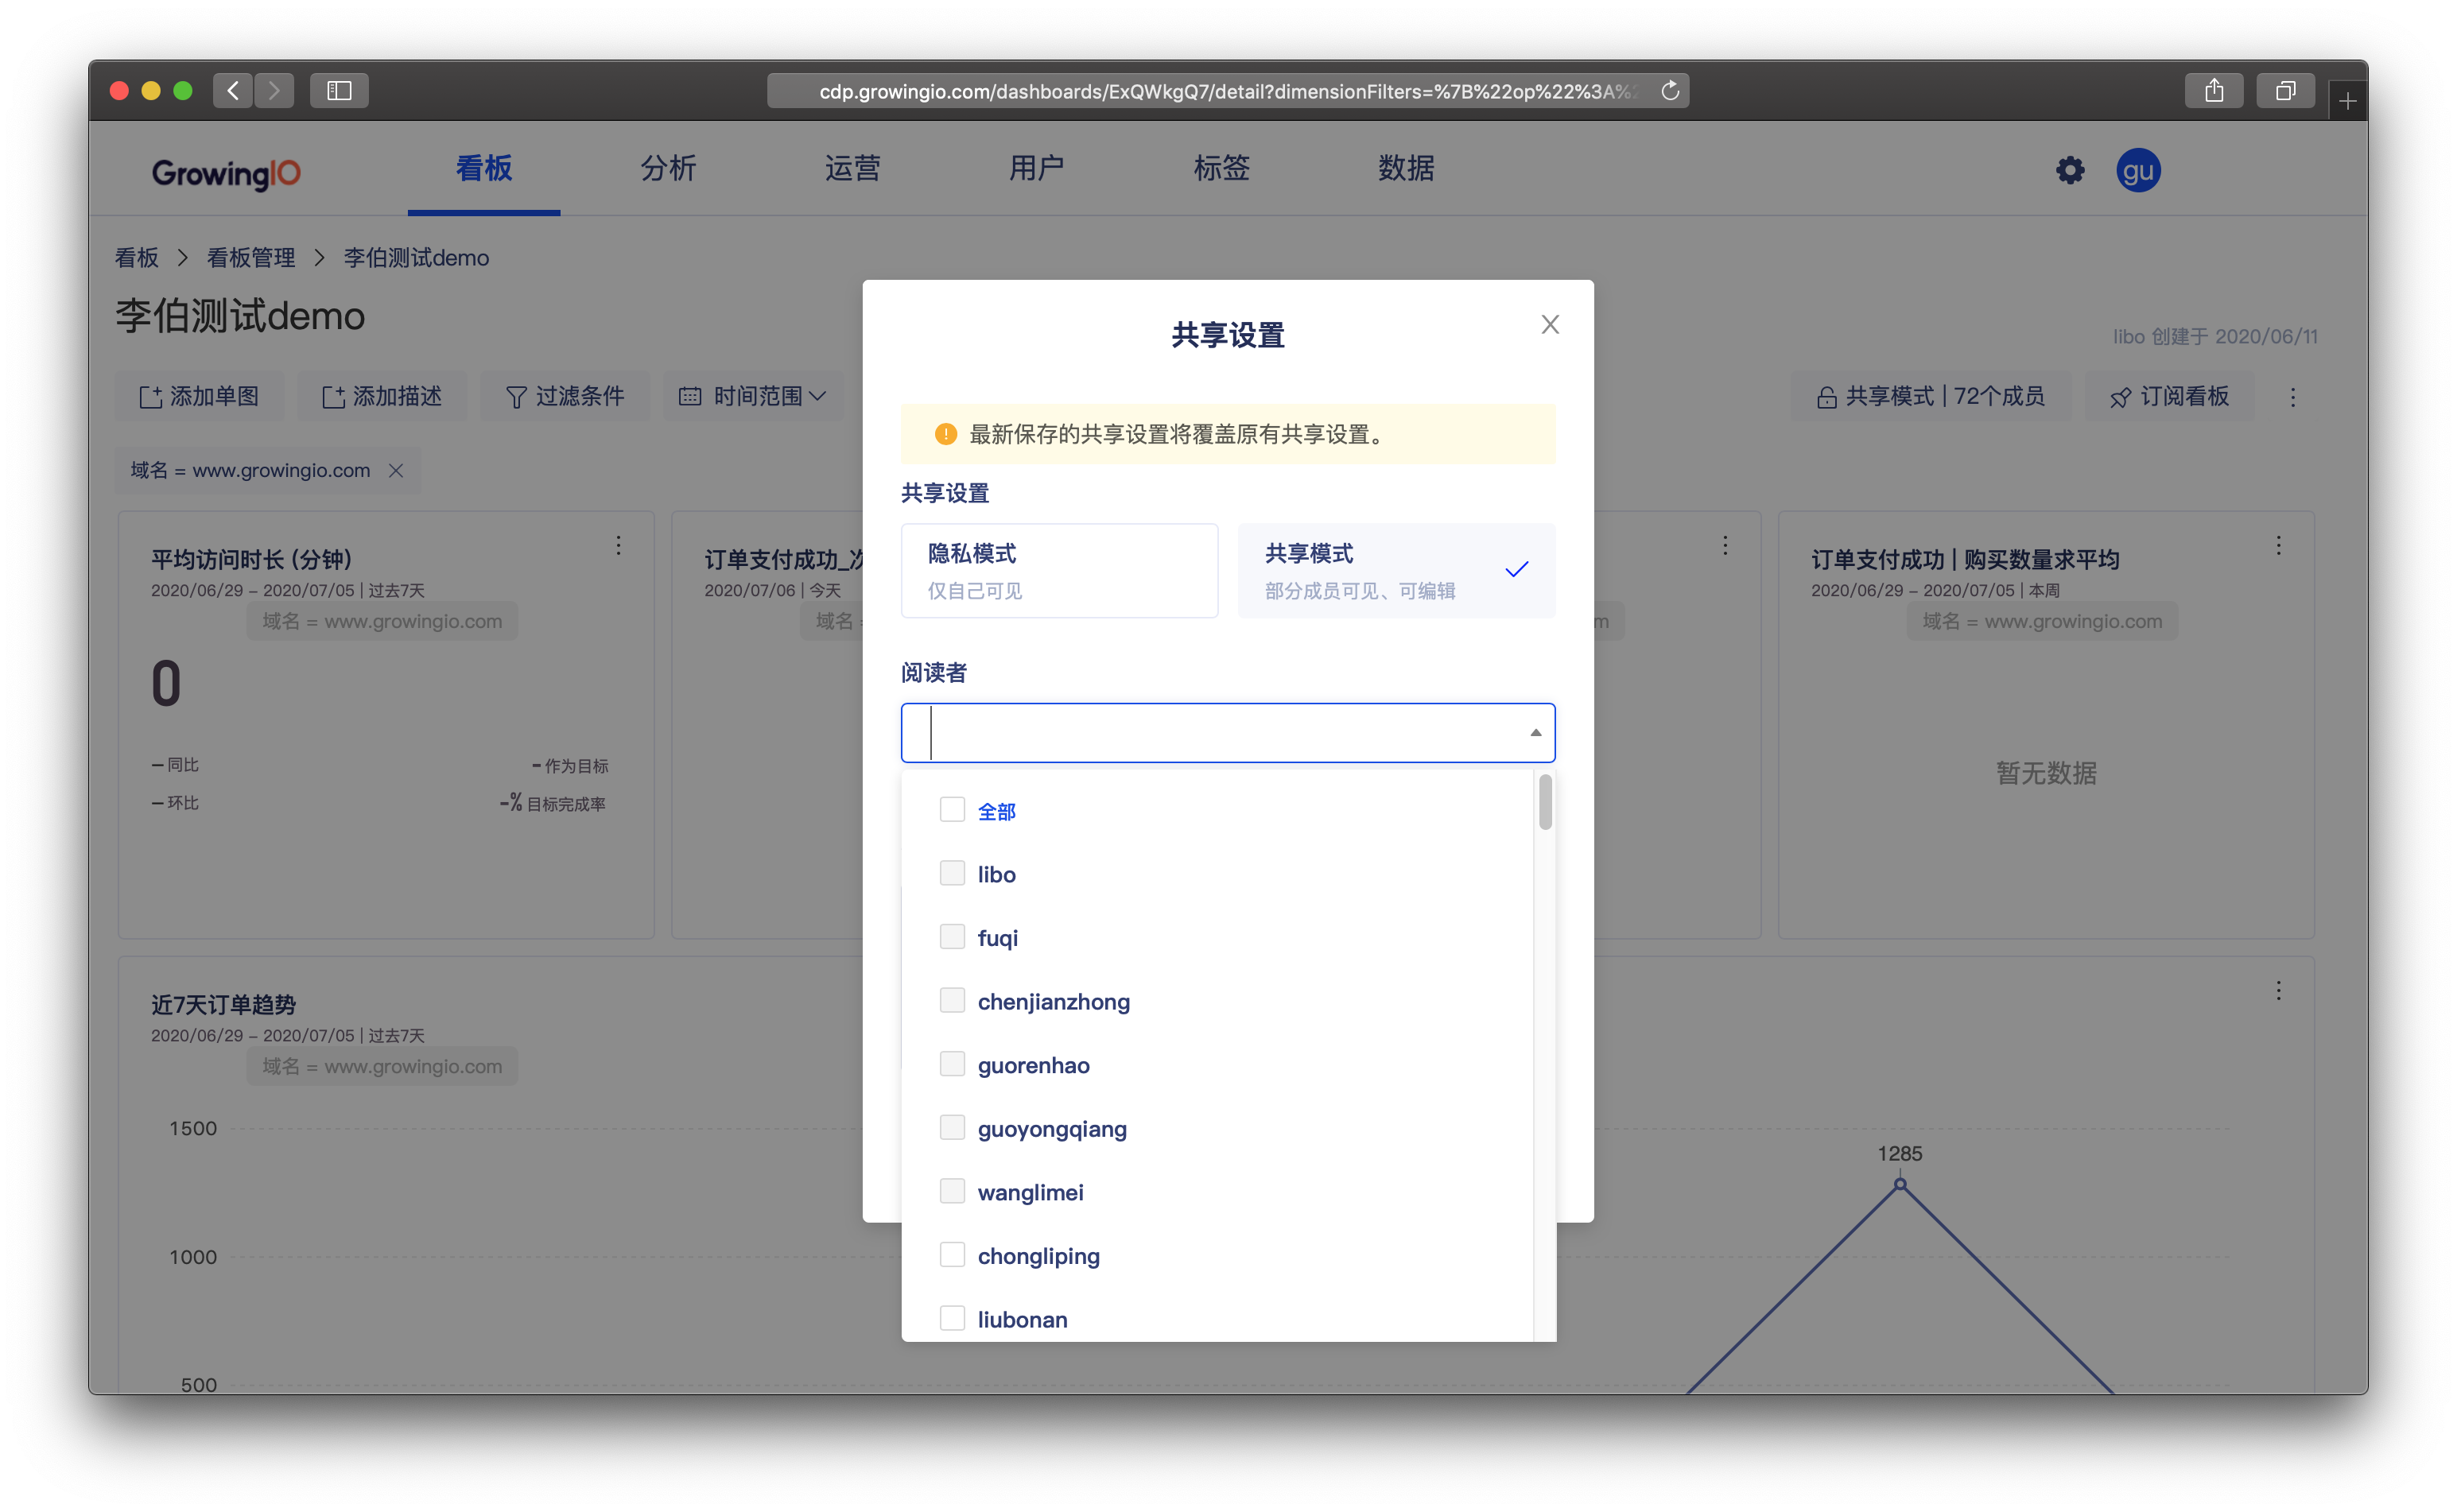 cdp.growingio.com/dashboards/ExQWkgQ7/detail?dimensionFilters=%7B%22op%22%3A%2
GrowingIO
看板 分析 运营 用户 标签 数据
gu
看板 > 看板管理 > 李伯测试demo
李伯测试demo
libo 创建于 2020/06/11
添加单图 添加描述 过滤条件 时间范围
共享模式 | 72个成员 订阅看板
域名 = www.growingio.com
平均访问时长 (分钟)
2020/06/29 – 2020/07/05 | 过去7天
域名 = www.growingio.com
0
– 同比
– 作为目标
– 环比
-% 目标完成率
订单支付成功_次
2020/07/06 | 今天
域名 =
m
订单支付成功 | 购买数量求平均
2020/06/29 – 2020/07/05 | 本周
域名 = www.growingio.com
暂无数据
近7天订单趋势
2020/06/29 – 2020/07/05 | 过去7天
域名 = www.growingio.com
1500
1285
1000
500
共享设置
最新保存的共享设置将覆盖原有共享设置。
共享设置
隐私模式
仅自己可见
共享模式
部分成员可见、可编辑
阅读者
全部
libo
fuqi
chenjianzhong
guorenhao
guoyongqiang
wanglimei
chongliping
liubonan